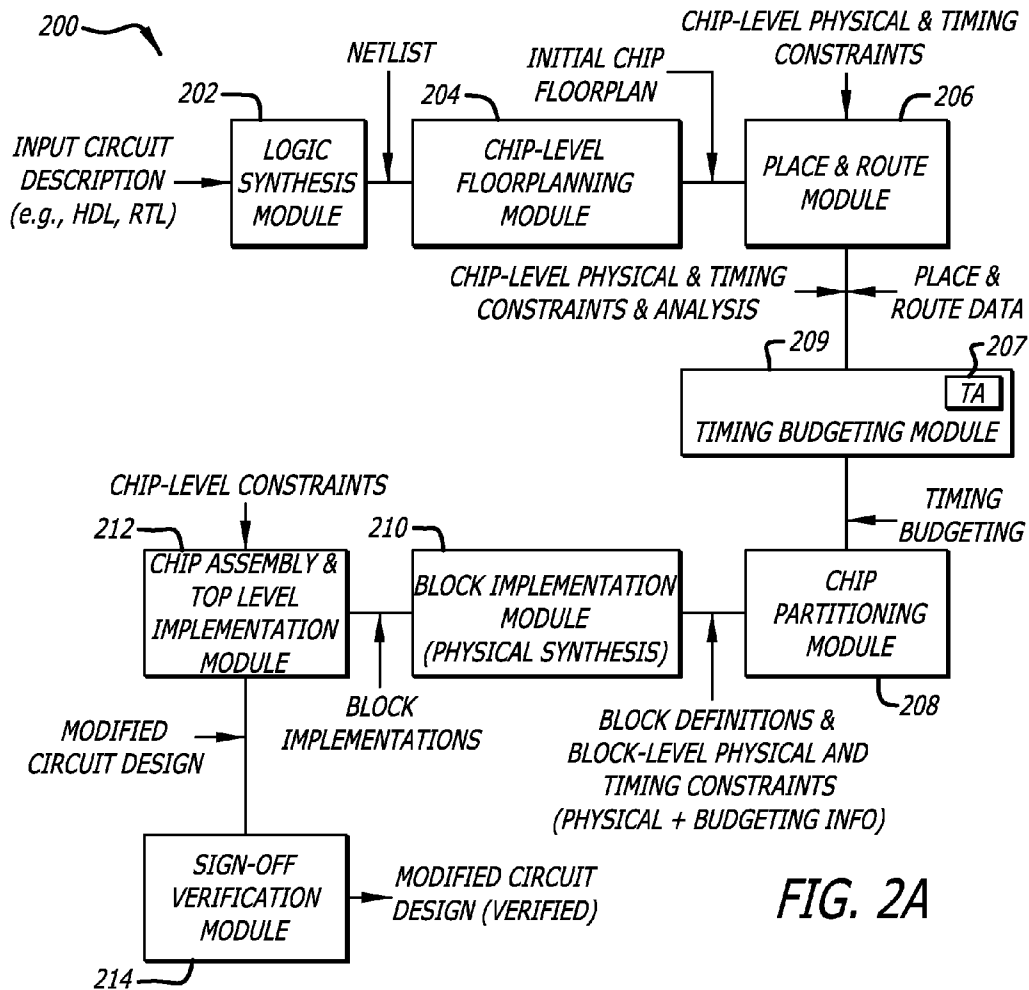 200
NETLIST
INITIAL CHIP
FLOORPLAN
CHIP-LEVEL PHYSICAL & TIMING
CONSTRAINTS
202
204
206
INPUT CIRCUIT
DESCRIPTION
(e.g., HDL, RTL)
LOGIC
SYNTHESIS
MODULE
CHIP-LEVEL
FLOORPLANNING
MODULE
PLACE & ROUTE
MODULE
CHIP-LEVEL PHYSICAL & TIMING
CONSTRAINTS & ANALYSIS
PLACE &
ROUTE DATA
209
207
TA
TIMING BUDGETING MODULE
TIMING
BUDGETING
CHIP-LEVEL CONSTRAINTS
212
210
CHIP ASSEMBLY &
TOP LEVEL
IMPLEMENTATION
MODULE
BLOCK IMPLEMENTATION
MODULE
(PHYSICAL SYNTHESIS)
CHIP
PARTITIONING
MODULE
208
BLOCK
IMPLEMENTATIONS
BLOCK DEFINITIONS &
BLOCK-LEVEL PHYSICAL AND
TIMING CONSTRAINTS
(PHYSICAL + BUDGETING INFO)
MODIFIED
CIRCUIT DESIGN
SIGN-OFF
VERIFICATION
MODULE
214
MODIFIED CIRCUIT
DESIGN (VERIFIED)
FIG. 2A